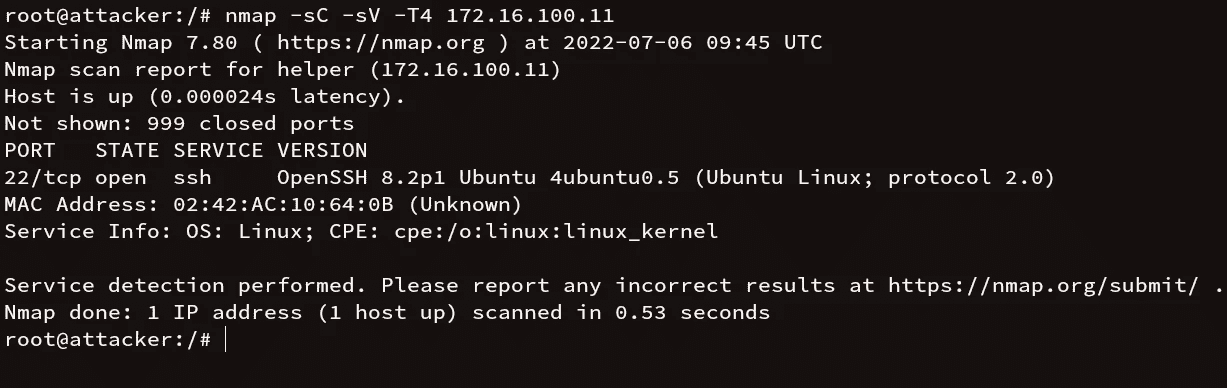 root@attacker:/# nmap -sC -sV -T4 172.16.100.11
Starting Nmap 7.80 ( https://nmap.org ) at 2022-07-06 09:45 UTC
Nmap scan report for helper (172.16.100.11)
Host is up (0.000024s latency).
Not shown: 999 closed ports
PORT   STATE SERVICE VERSION
22/tcp open  ssh     OpenSSH 8.2p1 Ubuntu 4ubuntu0.5 (Ubuntu Linux; protocol 2.0)
MAC Address: 02:42:AC:10:64:0B (Unknown)
Service Info: OS: Linux; CPE: cpe:/o:linux:linux_kernel

Service detection performed. Please report any incorrect results at https://nmap.org/submit/ .
Nmap done: 1 IP address (1 host up) scanned in 0.53 seconds
root@attacker:/#